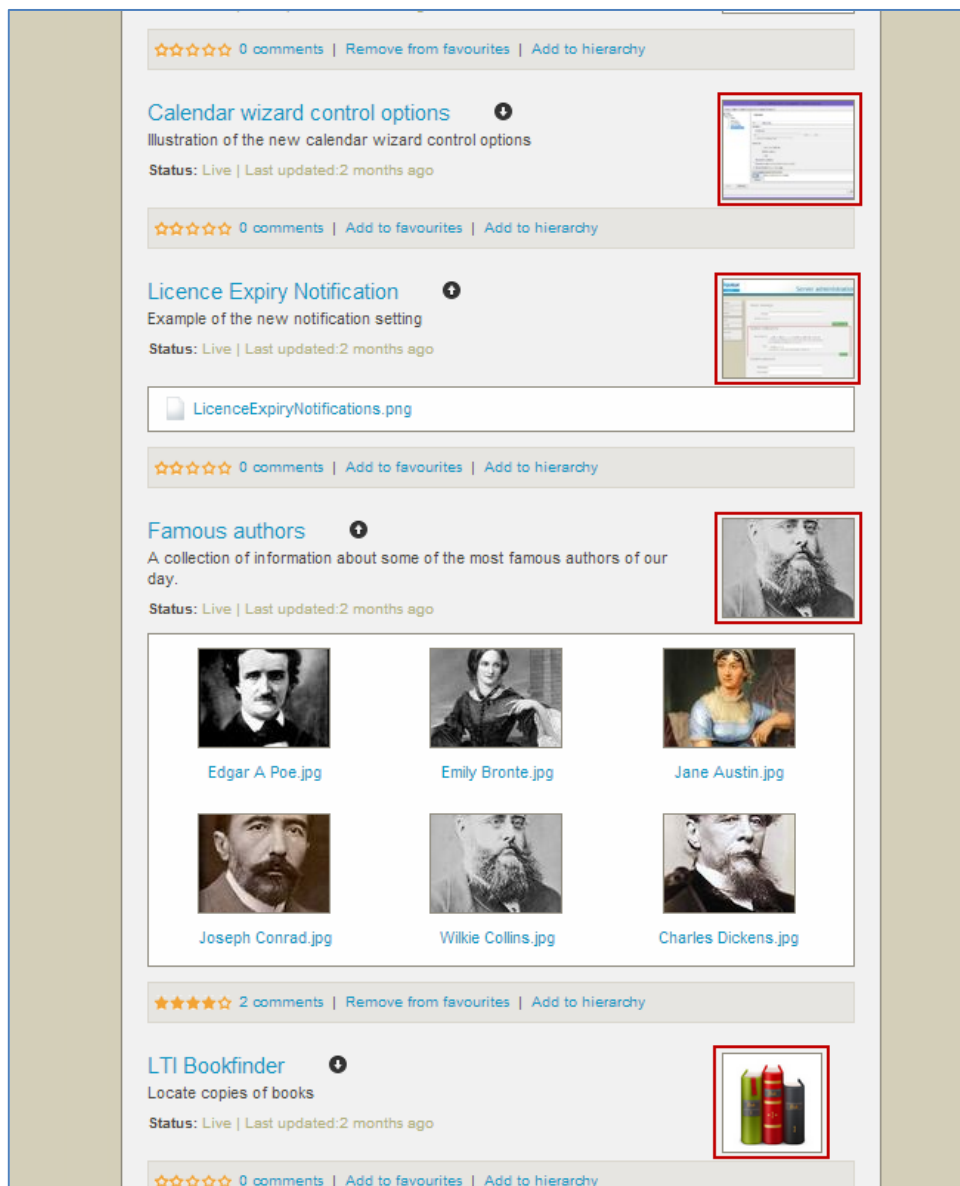 0 comments | Remove from favourites | Add to hierarchy
Calendar wizard control options
Illustration of the new calendar wizard control options
Status: Live | Last updated:2 months ago
0 comments | Add to favourites | Add to hierarchy
Licence Expiry Notification
Example of the new notification setting
Status: Live | Last updated:2 months ago
Server administration
LicenceExpiryNotifications.png
0 comments | Add to favourites | Add to hierarchy
Famous authors
A collection of information about some of the most famous authors of our
day.
Status: Live | Last updated:2 months ago
Edgar A Poe.jpg
Emily Bronte.jpg
Jane Austin.jpg
Joseph Conrad.jpg
Wilkie Collins.jpg
Charles Dickens.jpg
2 comments | Remove from favourites | Add to hierarchy
LTI Bookfinder
Locate copies of books
Status: Live | Last updated:2 months ago
0 comments | Add to favourites | Add to hierarchy